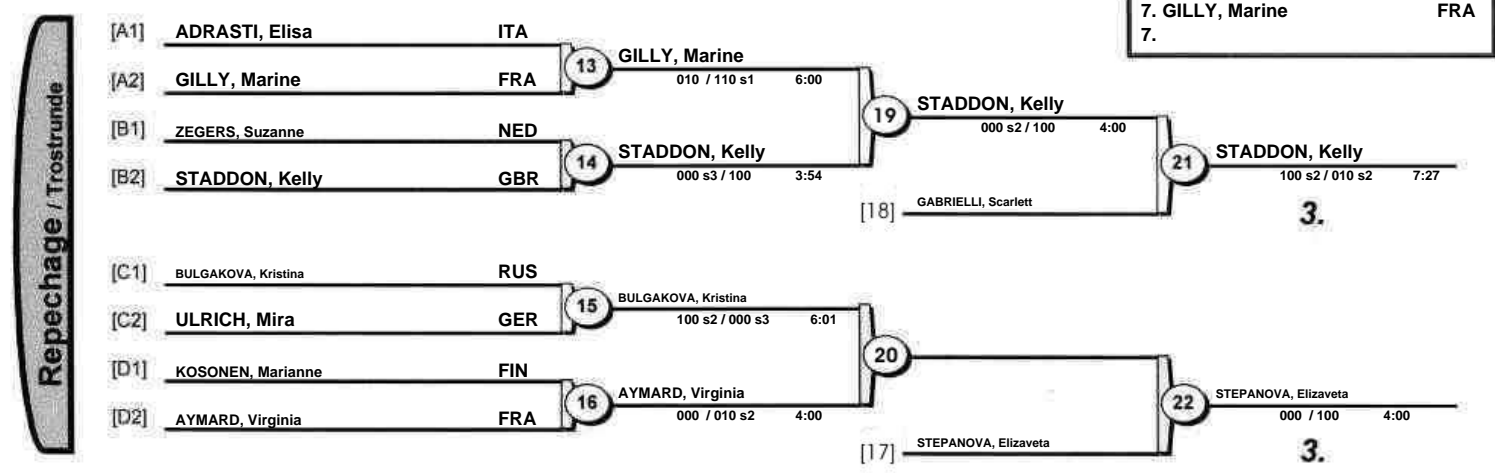 7. GILLY, Marine FRA
7.
Repechage / Trostrunde
[A1] ADRASTI, Elisa ITA
[A2] GILLY, Marine FRA
13
GILLY, Marine
010 / 110 s1 6:00
[B1] ZEGERS, Suzanne NED
[B2] STADDON, Kelly GBR
14
STADDON, Kelly
000 s3 / 100 3:54
19
STADDON, Kelly
000 s2 / 100 4:00
[18] GABRIELLI, Scarlett
21
STADDON, Kelly
100 s2 / 010 s2 7:27
3.
[C1] BULGAKOVA, Kristina RUS
[C2] ULRICH, Mira GER
15
BULGAKOVA, Kristina
100 s2 / 000 s3 6:01
[D1] KOSONEN, Marianne FIN
[D2] AYMARD, Virginia FRA
16
AYMARD, Virginia
000 / 010 s2 4:00
20
[17] STEPANOVA, Elizaveta
22
STEPANOVA, Elizaveta
000 / 100 4:00
3.